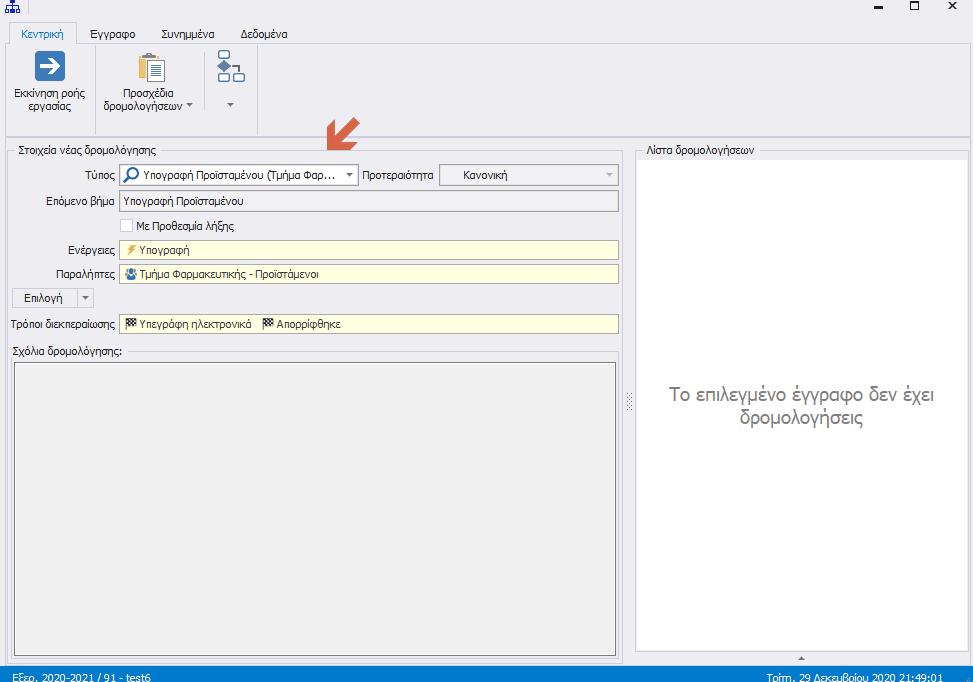 Κεντρική Έγγραφο Συνημμένα Δεδομένα
Εκκίνηση ροής
εργασίας
Προσχέδια
δρομολογήσεων
Στοιχεία νέας δρομολόγησης
Τύπος Υπογραφή Προϊσταμένου (Τμήμα Φαρ... Προτεραιότητα Κανονική
Επόμενο βήμα Υπογραφή Προϊσταμένου
Με Προθεσμία λήξης
Ενέργειες Υπογραφή
Παραλήπτες Τμήμα Φαρμακευτικής - Προϊστάμενοι
Επιλογή
Τρόποι διεκπεραίωσης Υπεγράφη ηλεκτρονικά Απορρίφθηκε
Σχόλια δρομολόγησης:
Λίστα δρομολογήσεων
Το επιλεγμένο έγγραφο δεν έχει
δρομολογήσεις
Εξερ. 2020-2021 / 91 - test6 Τρίτη, 29 Δεκεμβρίου 2020 21:49:01